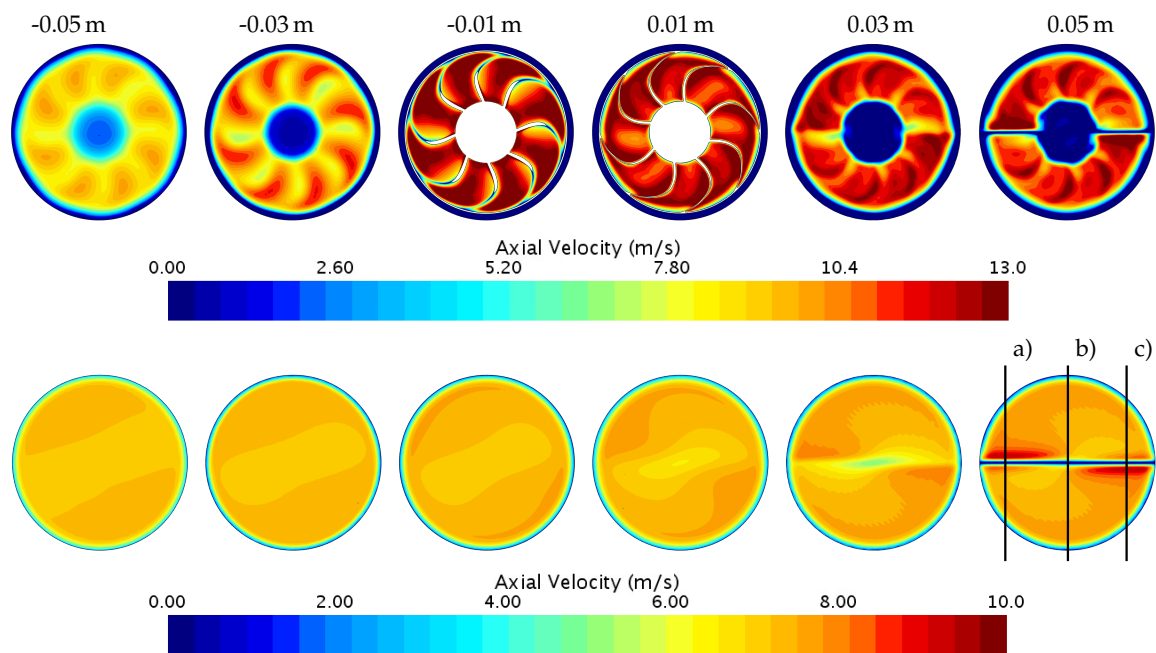 -0.05 m -0.03 m -0.01 m 0.01 m 0.03 m 0.05 m
Axial Velocity (m/s)
0.00 2.60 5.20 7.80 10.4 13.0
a) b) c)
Axial Velocity (m/s)
0.00 2.00 4.00 6.00 8.00 10.0